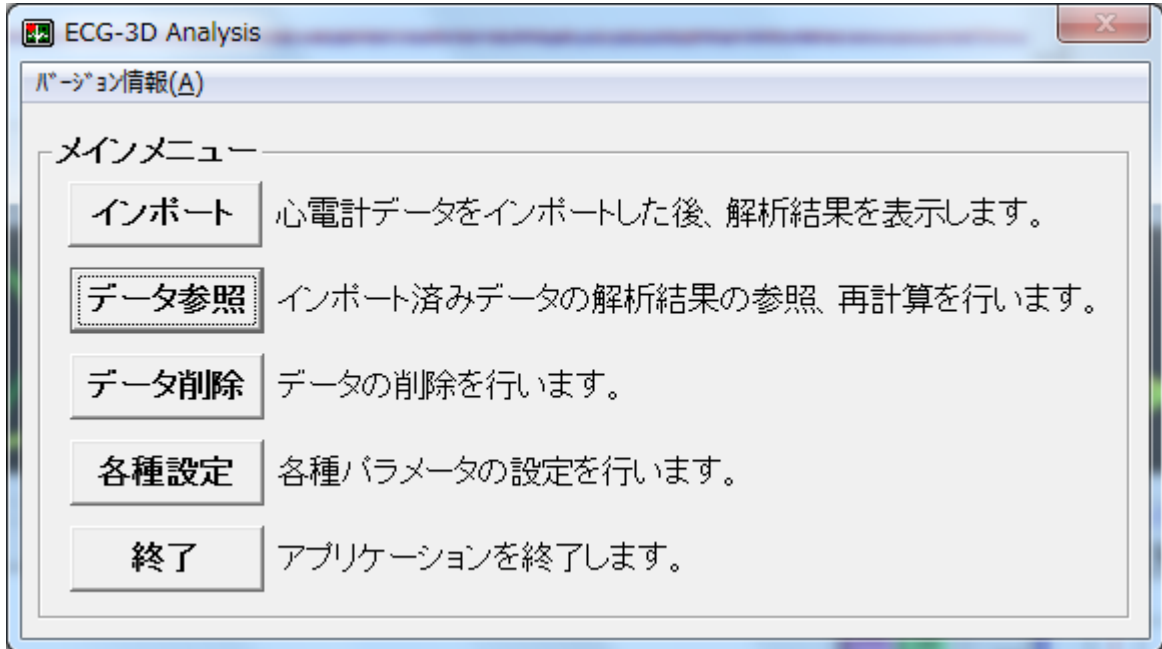 ECG-3D Analysis
ﾊﾞｰｼﾞｮﾝ情報(A)
メインメニュー
インポート 心電計データをインポートした後、解析結果を表示します。
データ参照 インポート済みデータの解析結果の参照、再計算を行います。
データ削除 データの削除を行います。
各種設定 各種パラメータの設定を行います。
終了 アプリケーションを終了します。